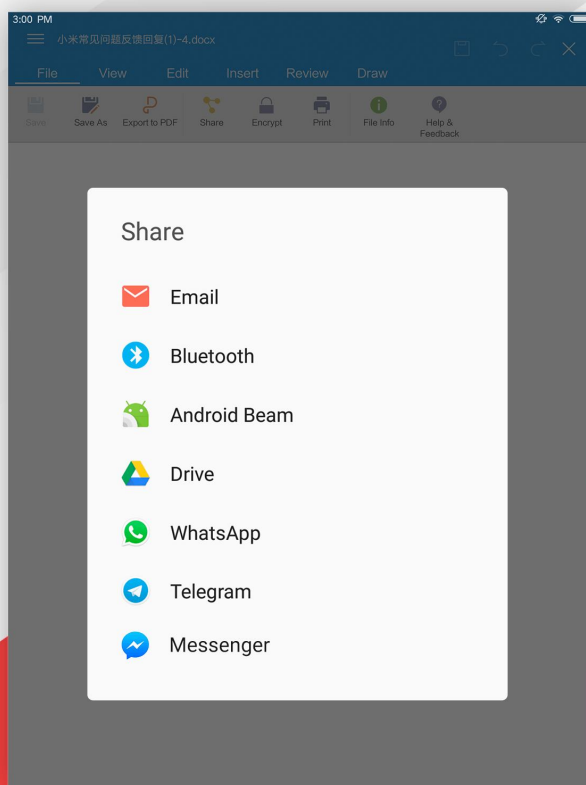 3:00 PM
小米常见问题反馈回复(1)-4.docx
File View Edit Insert Review Draw
Save Save As Export to PDF Share Encrypt Print File Info Help & Feedback
Share
Email
Bluetooth
Android Beam
Drive
WhatsApp
Telegram
Messenger